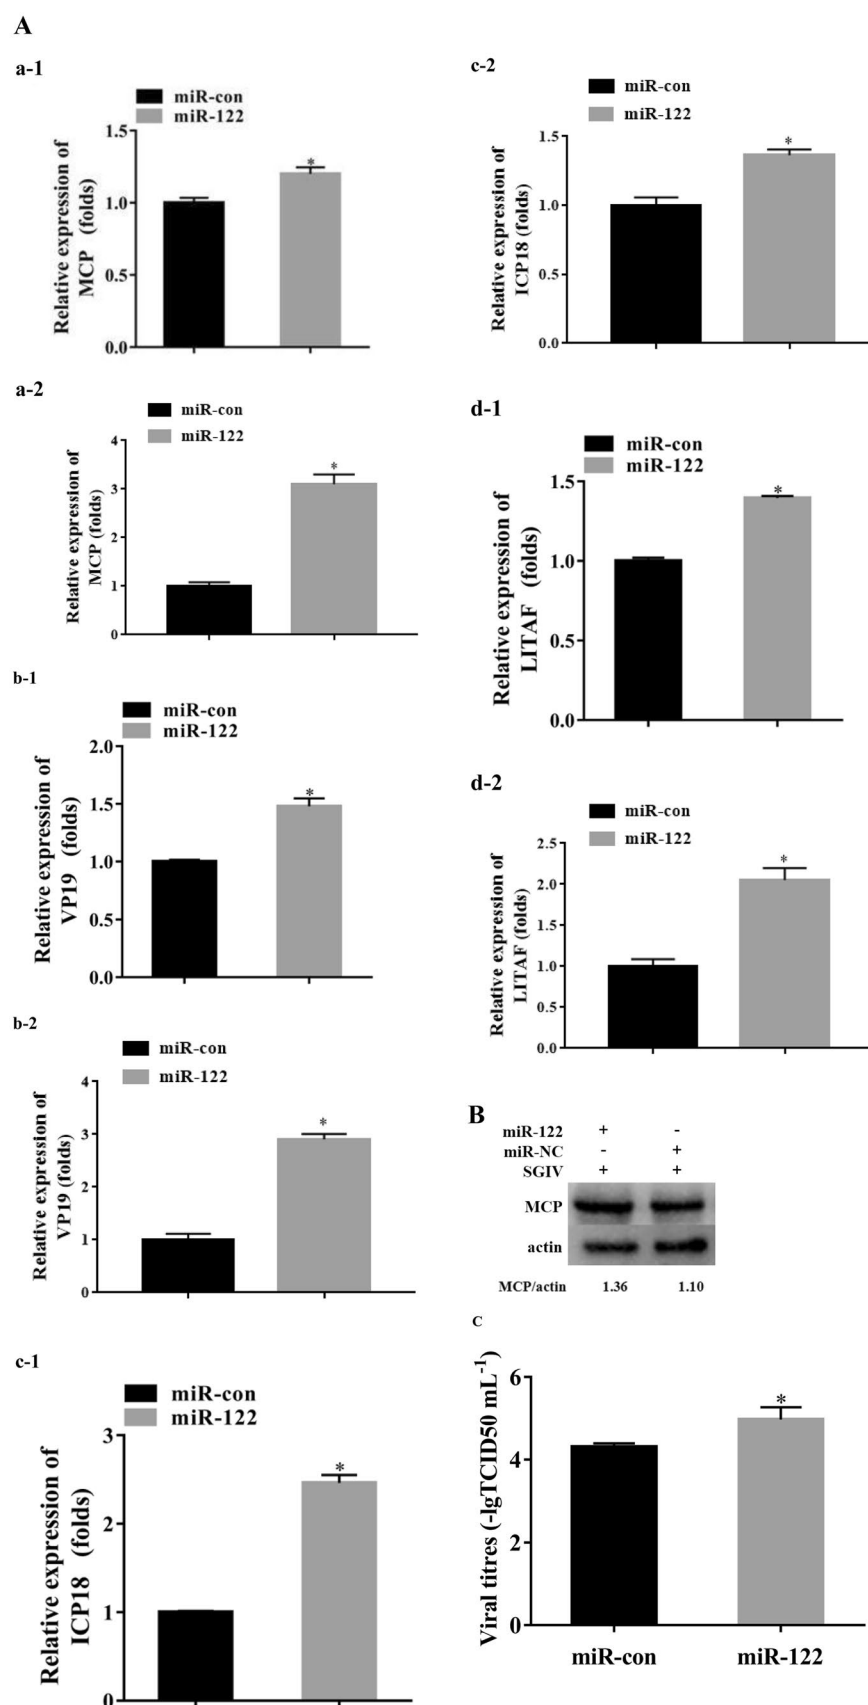 A
a-1
miR-con
miR-122
Relative expression of
MCP (folds)
1.5
1.0
0.5
0.0
*
a-2
miR-con
miR-122
Relative expression of
MCP (folds)
4
3
2
1
0
*
b-1
miR-con
miR-122
Relative expression of
VP19 (folds)
2.0
1.5
1.0
0.5
0.0
*
b-2
miR-con
miR-122
Relative expression of
VP19 (folds)
4
3
2
1
0
*
c-1
miR-con
miR-122
Relative expression of
ICP18 (folds)
3
2
1
0
*
c-2
miR-con
miR-122
Relative expression of
ICP18 (folds)
1.5
1.0
0.5
0.0
*
d-1
miR-con
miR-122
Relative expression of
LITAF (folds)
1.5
1.0
0.5
0.0
*
d-2
miR-con
miR-122
Relative expression of
LITAF (folds)
2.5
2.0
1.5
1.0
0.5
0.0
*
B
miR-122 + -
miR-NC - +
SGIV + +
MCP
actin
MCP/actin 1.36 1.10
C
Viral titres (-lgTCID50 mL⁻¹)
6
4
2
0
*
miR-con miR-122